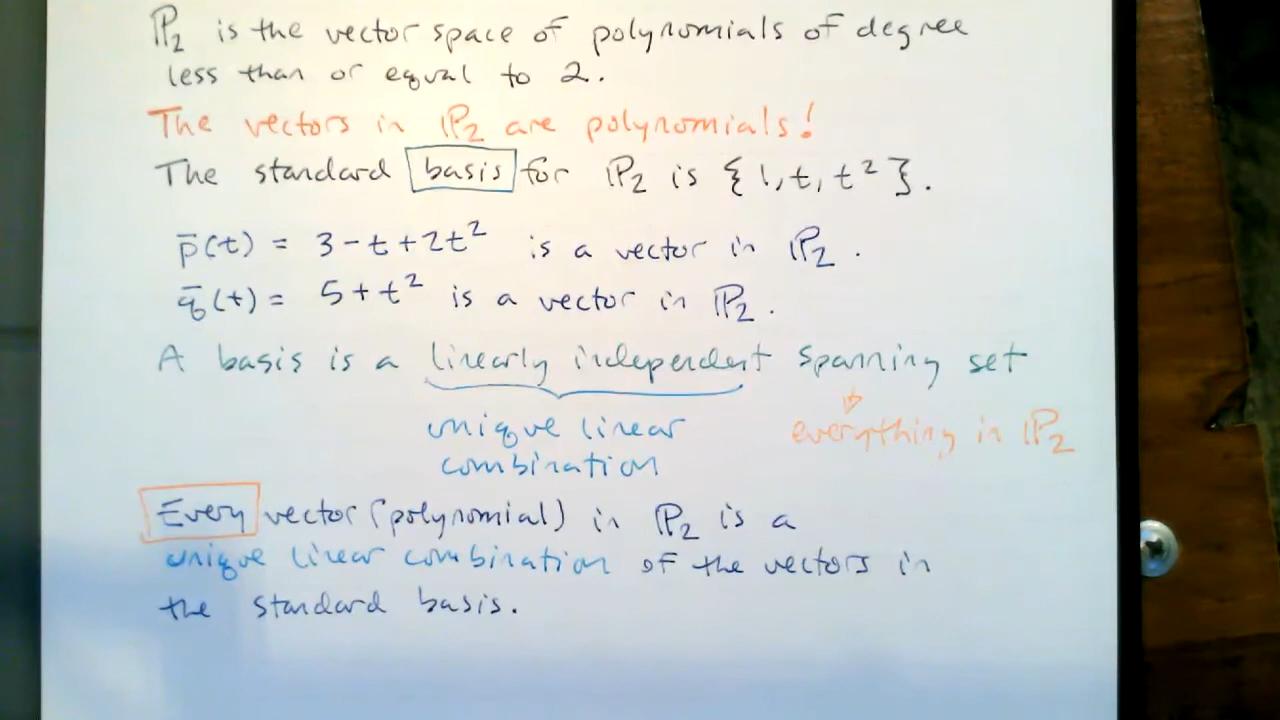 ℙ₂ is the vector space of polynomials of degree
less than or equal to 2.
The vectors in ℙ₂ are polynomials!
The standard basis for ℙ₂ is {1, t, t²}.
p̄(t) = 3 - t + 2t² is a vector in ℙ₂.
q̄(t) = 5 + t² is a vector in ℙ₂.
A basis is a linearly independent spanning set
unique linear
combination
everything in ℙ₂
Every vector (polynomial) in ℙ₂ is a
unique linear combination of the vectors in
the standard basis.